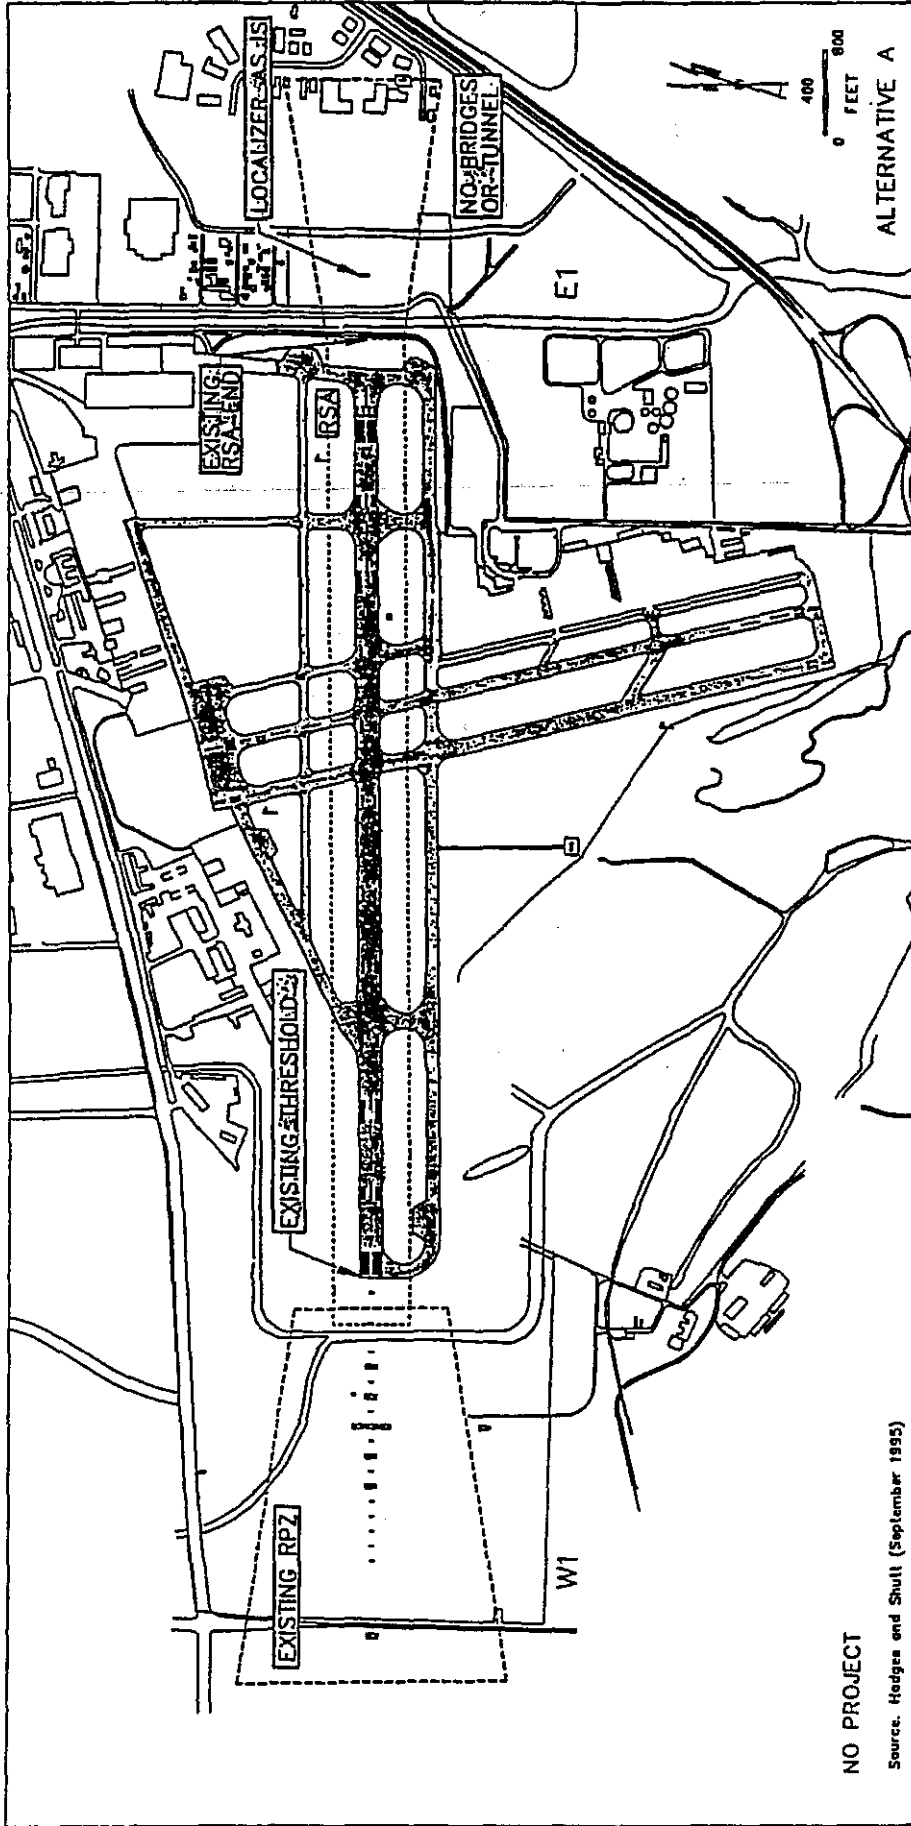 LOCALIZER AS-IS
NO BRIDGES
OR TUNNEL
EXISTING
RSA END
RSA
EXISTING THRESHOLD
EXISTING RPZ
E1
W1
400
800
0
FEET
ALTERNATIVE A
NO PROJECT
Source. Hodges and Shutt (September 1995)